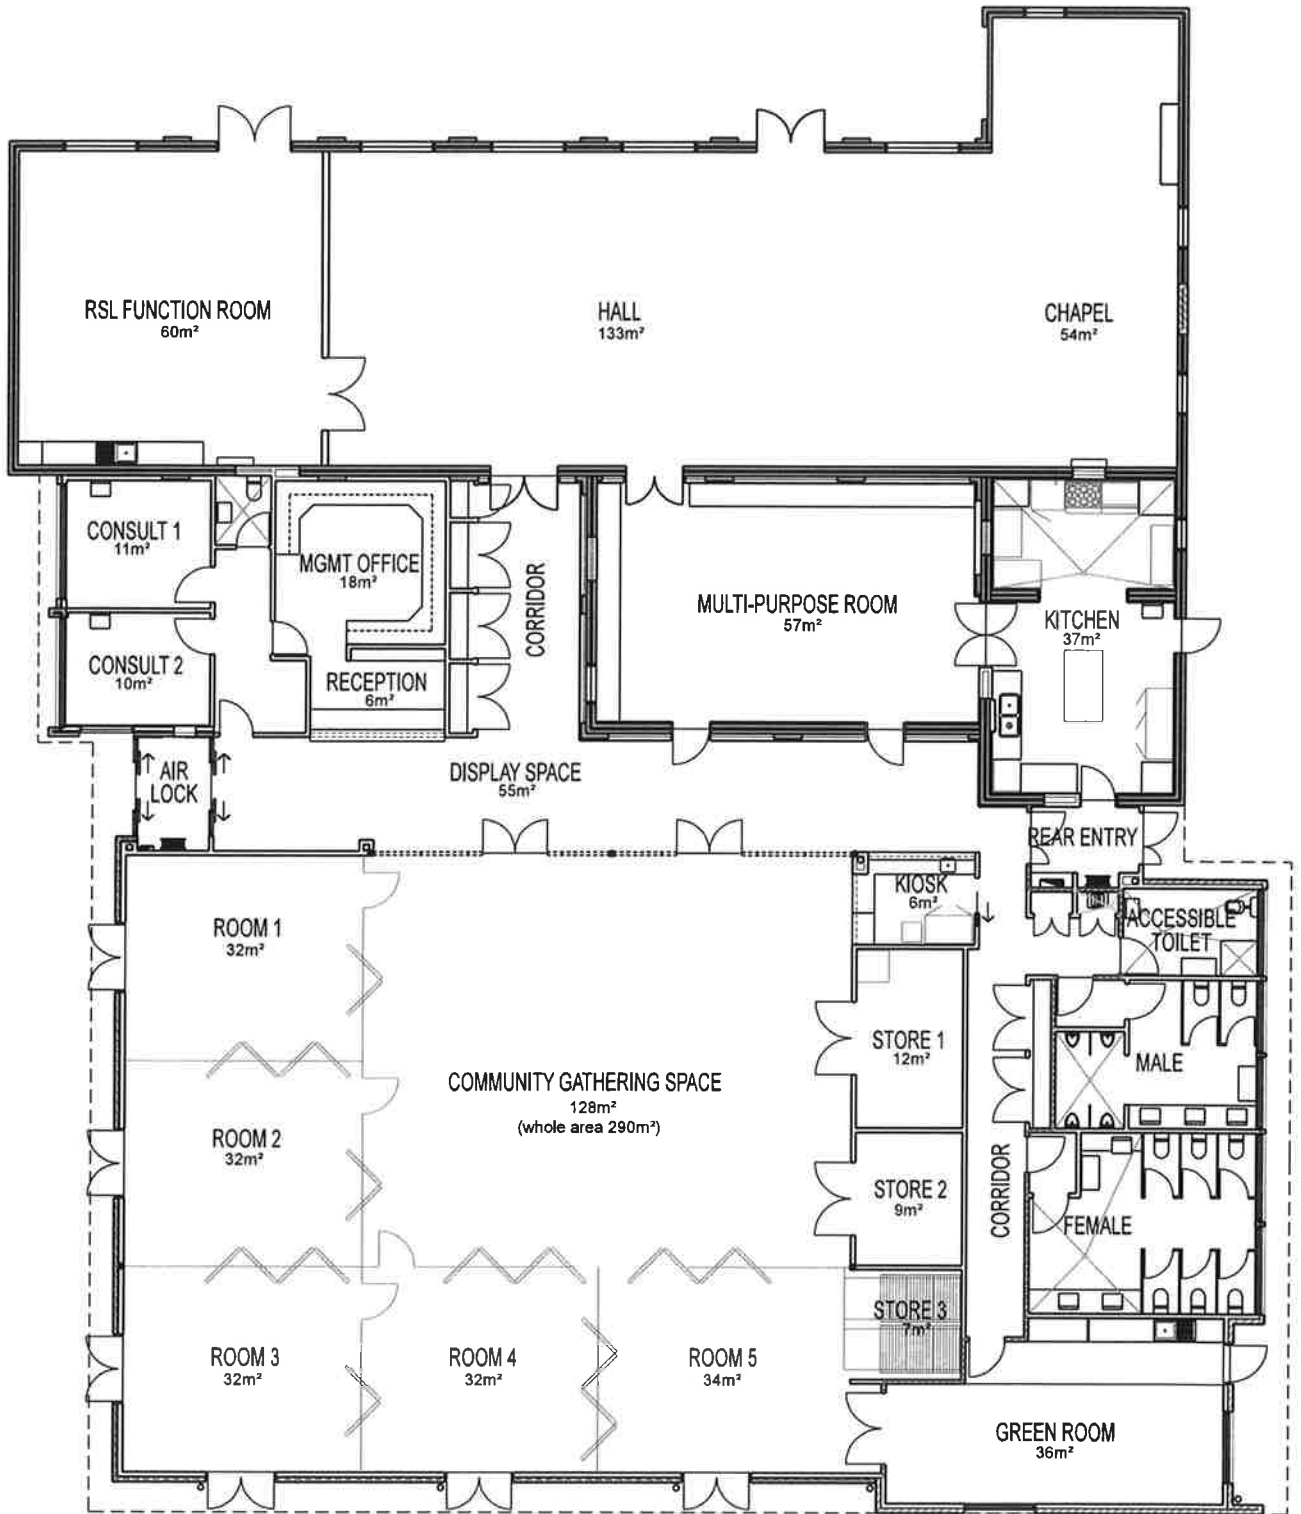 RSL FUNCTION ROOM
60m²
HALL
133m²
CHAPEL
54m²
CONSULT 1
11m²
MGMT OFFICE
18m²
CORRIDOR
MULTI-PURPOSE ROOM
57m²
KITCHEN
37m²
CONSULT 2
10m²
RECEPTION
6m²
AIR
LOCK
DISPLAY SPACE
55m²
REAR ENTRY
KIOSK
6m²
ACCESSIBLE
TOILET
ROOM 1
32m²
STORE 1
12m²
MALE
COMMUNITY GATHERING SPACE
128m²
(whole area 290m²)
ROOM 2
32m²
STORE 2
9m²
CORRIDOR
FEMALE
STORE 3
7m²
ROOM 3
32m²
ROOM 4
32m²
ROOM 5
34m²
GREEN ROOM
36m²